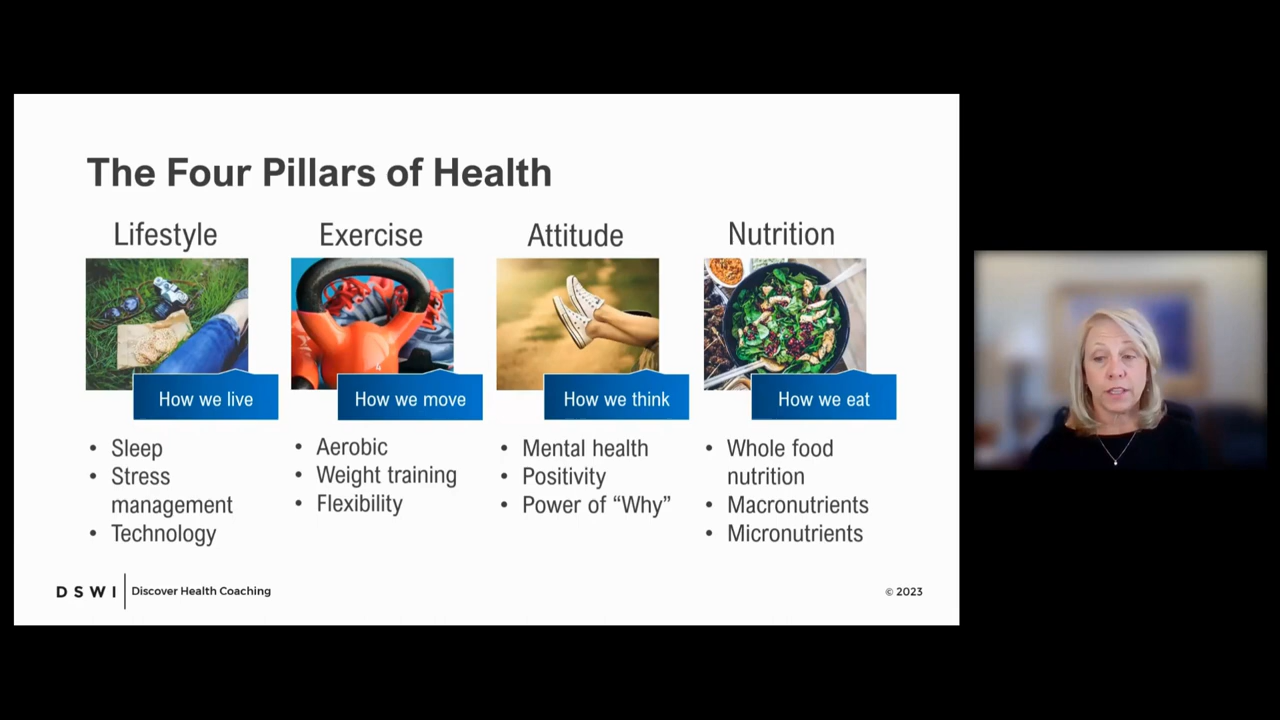 The Four Pillars of Health
Lifestyle
How we live
• Sleep
• Stress
management
• Technology
Exercise
How we move
• Aerobic
• Weight training
• Flexibility
Attitude
How we think
• Mental health
• Positivity
• Power of “Why”
Nutrition
How we eat
• Whole food
nutrition
• Macronutrients
• Micronutrients
DSWI | Discover Health Coaching
© 2023